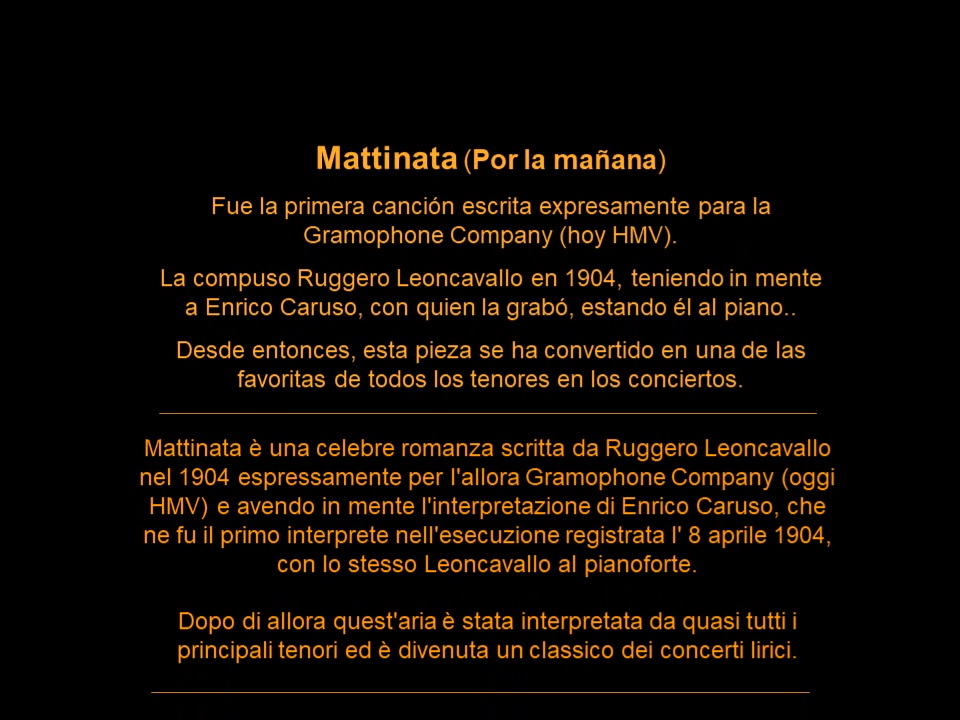 Mattinata (Por la mañana)
Fue la primera canción escrita expresamente para la
Gramophone Company (hoy HMV).
La compuso Ruggero Leoncavallo en 1904, teniendo in mente
a Enrico Caruso, con quien la grabó, estando él al piano..
Desde entonces, esta pieza se ha convertido en una de las
favoritas de todos los tenores en los conciertos.
Mattinata è una celebre romanza scritta da Ruggero Leoncavallo
nel 1904 espressamente per l'allora Gramophone Company (oggi
HMV) e avendo in mente l'interpretazione di Enrico Caruso, che
ne fu il primo interprete nell'esecuzione registrata l' 8 aprile 1904,
con lo stesso Leoncavallo al pianoforte.
Dopo di allora quest'aria è stata interpretata da quasi tutti i
principali tenori ed è divenuta un classico dei concerti lirici.